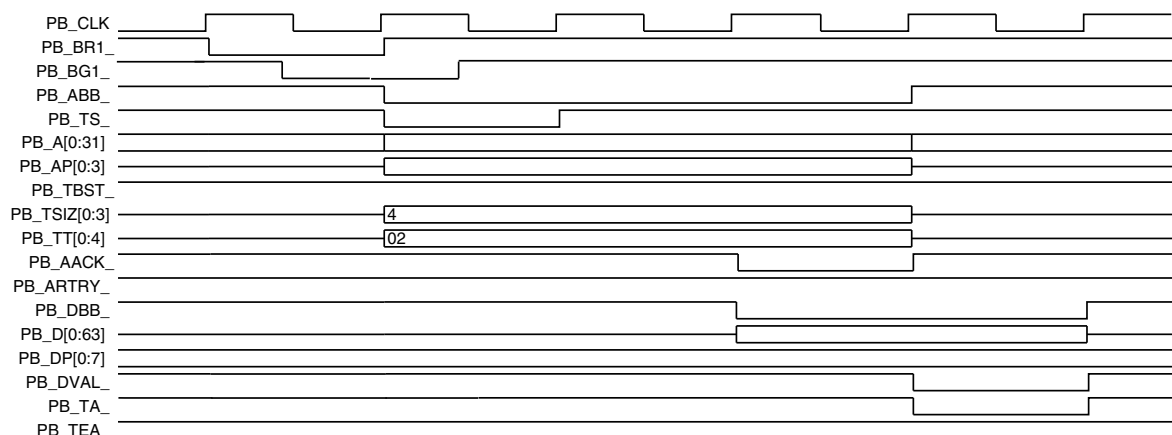 PB_CLK
PB_BR1_
PB_BG1_
PB_ABB_
PB_TS_
PB_A[0:31]
PB_AP[0:3]
PB_TBST_
PB_TSIZ[0:3] 4
PB_TT[0:4] 02
PB_AACK_
PB_ARTRY_
PB_DBB_
PB_D[0:63]
PB_DP[0:7]
PB_DVAL_
PB_TA_
PB_TEA_